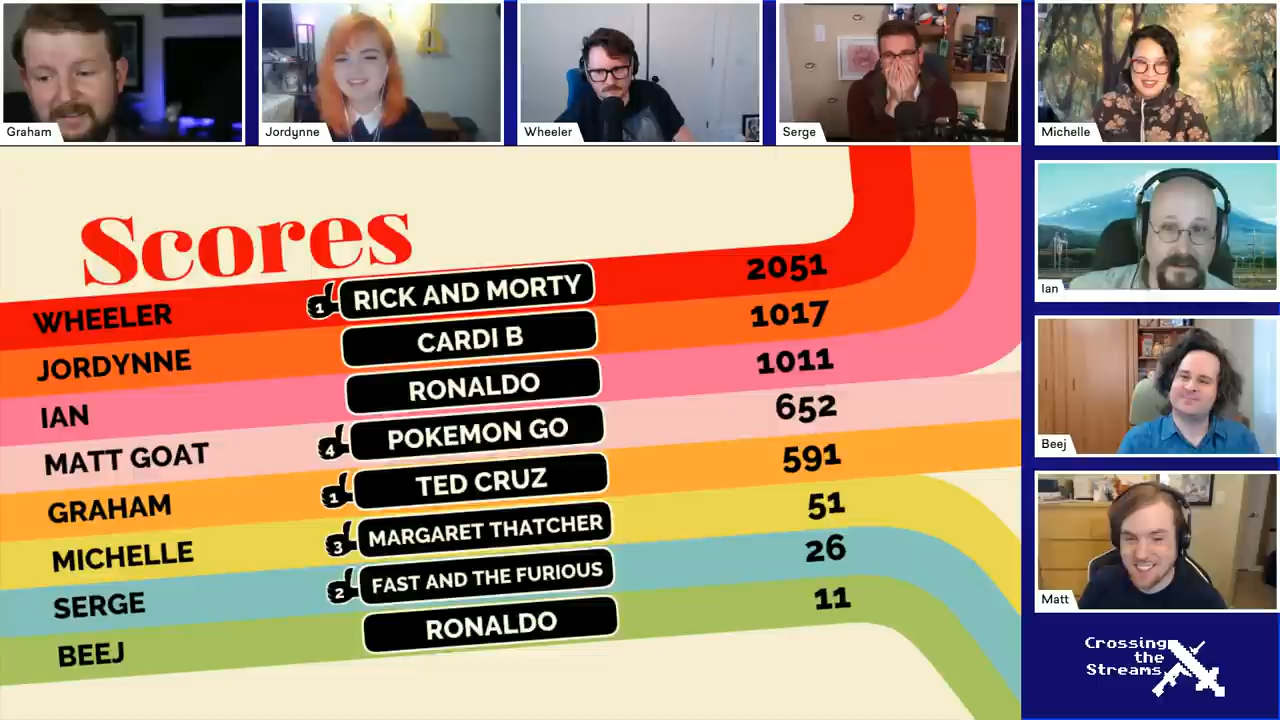 Graham
Jordynne
Wheeler
Serge
Michelle
Scores
WHEELER 1 RICK AND MORTY 2051
JORDYNNE CARDI B 1017
IAN RONALDO 1011
MATT GOAT 4 POKEMON GO 652
GRAHAM 1 TED CRUZ 591
MICHELLE 3 MARGARET THATCHER 51
SERGE 2 FAST AND THE FURIOUS 26
BEEJ RONALDO 11
Ian
Beej
Matt
Crossing
the
Streams